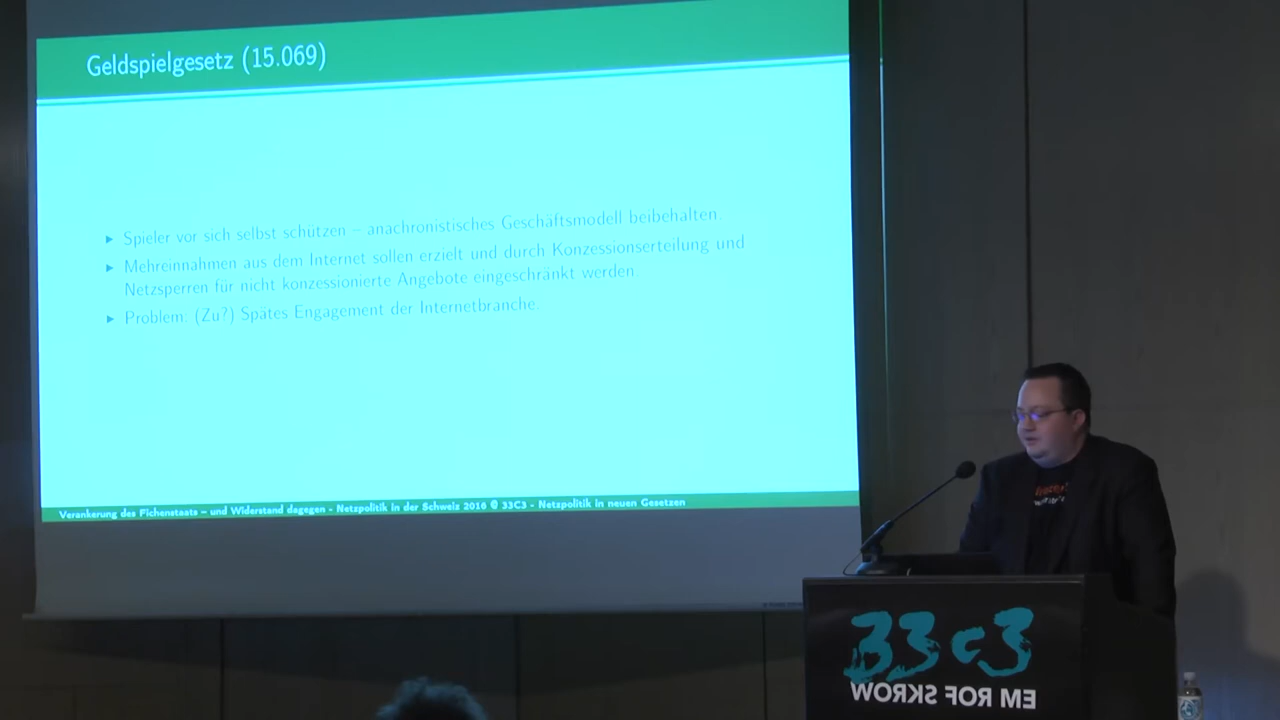 Geldspielgesetz (15.069)
▶ Spieler vor sich selbst schützen – anachronistisches Geschäftsmodell beibehalten.
▶ Mehreinnahmen aus dem Internet sollen erzielt und durch Konzessionserteilung und
Netzsperren für nicht konzessionierte Angebote eingeschränkt werden.
▶ Problem: (Zu?) Spätes Engagement der Internetbranche.
Verankerung des Fichenstaats – und Widerstand dagegen - Netzpolitik in der Schweiz 2016 @ 33C3 - Netzpolitik in neuen Gesetzen
33c3
WORKS FOR ME